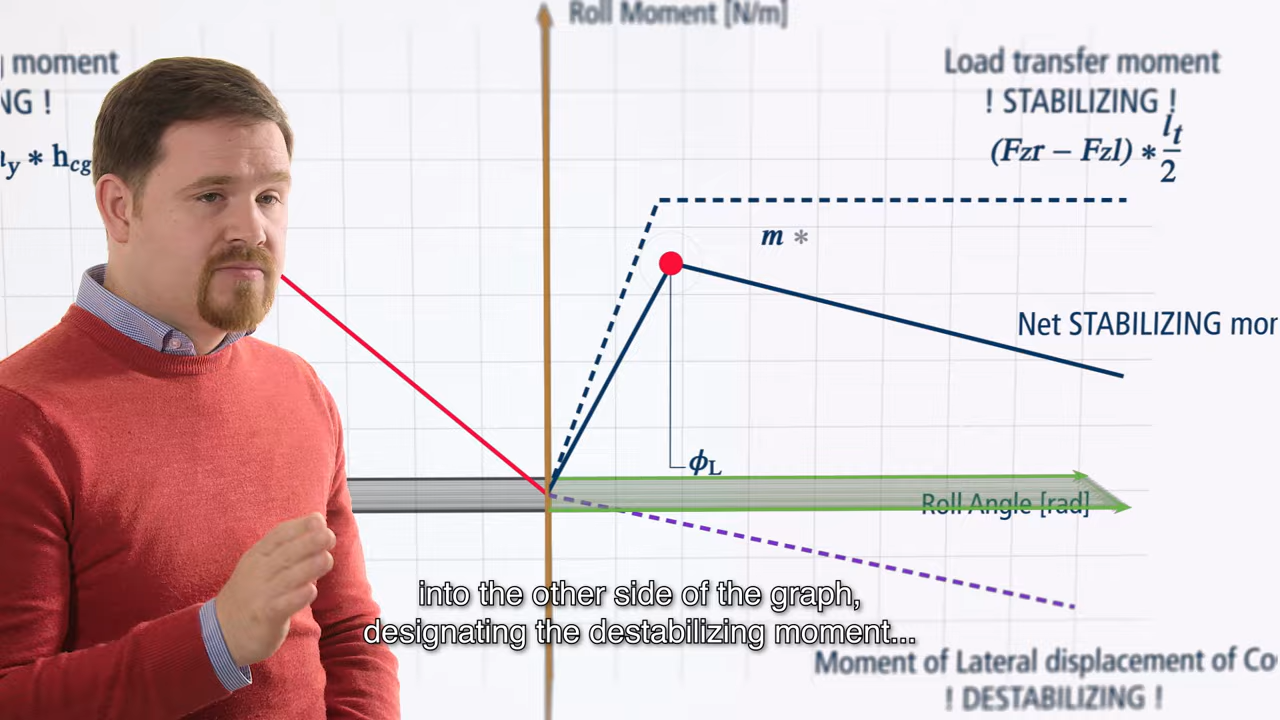 Roll Moment [N/m]
moment
NG !
y * hcg
Load transfer moment
! STABILIZING !
(Fzr − Fzl) * lt/2
m *
Net STABILIZING mor
ϕL
Roll Angle [rad]
into the other side of the graph,
designating the destabilizing moment...
Moment of Lateral displacement of Co
! DESTABILIZING !